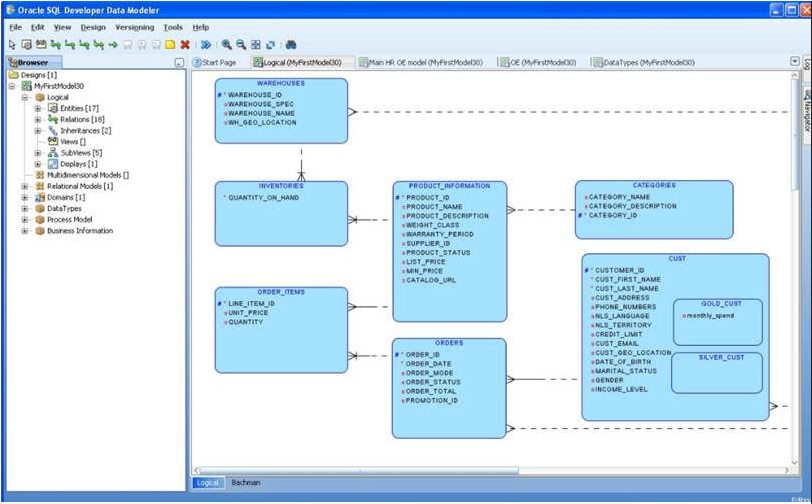 Oracle SQL Developer Data Modeler
File Edit View Design Versioning Tools Help
Browser
Designs [1]
MyFirstModel30
Logical
Entities [17]
Relations [18]
Inheritances [2]
Views []
SubViews [5]
Displays [1]
Multidimensional Models []
Relational Models [1]
Domains [1]
DataTypes
Process Model
Business Information
Start Page
Logical (MyFirstModel30)
Main HR OE model (MyFirstModel30)
OE (MyFirstModel30)
DataTypes (MyFirstModel30)
Log
Navigator
WAREHOUSES
# * WAREHOUSE_ID
o WAREHOUSE_SPEC
o WAREHOUSE_NAME
o WH_GEO_LOCATION
INVENTORIES
* QUANTITY_ON_HAND
PRODUCT_INFORMATION
# * PRODUCT_ID
o PRODUCT_NAME
o PRODUCT_DESCRIPTION
o WEIGHT_CLASS
o WARRANTY_PERIOD
o SUPPLIER_ID
o PRODUCT_STATUS
o LIST_PRICE
o MIN_PRICE
o CATALOG_URL
CATEGORIES
o CATEGORY_NAME
o CATEGORY_DESCRIPTION
# * CATEGORY_ID
ORDER_ITEMS
# * LINE_ITEM_ID
o UNIT_PRICE
o QUANTITY
ORDERS
# * ORDER_ID
* ORDER_DATE
o ORDER_MODE
o ORDER_STATUS
o ORDER_TOTAL
o PROMOTION_ID
CUST
# * CUSTOMER_ID
* CUST_FIRST_NAME
* CUST_LAST_NAME
o CUST_ADDRESS
o PHONE_NUMBERS
o NLS_LANGUAGE
o NLS_TERRITORY
o CREDIT_LIMIT
o CUST_EMAIL
o CUST_GEO_LOCATION
o DATE_OF_BIRTH
o MARITAL_STATUS
o GENDER
o INCOME_LEVEL
GOLD_CUST
o monthly_spend
SILVER_CUST
Logical
Bachman